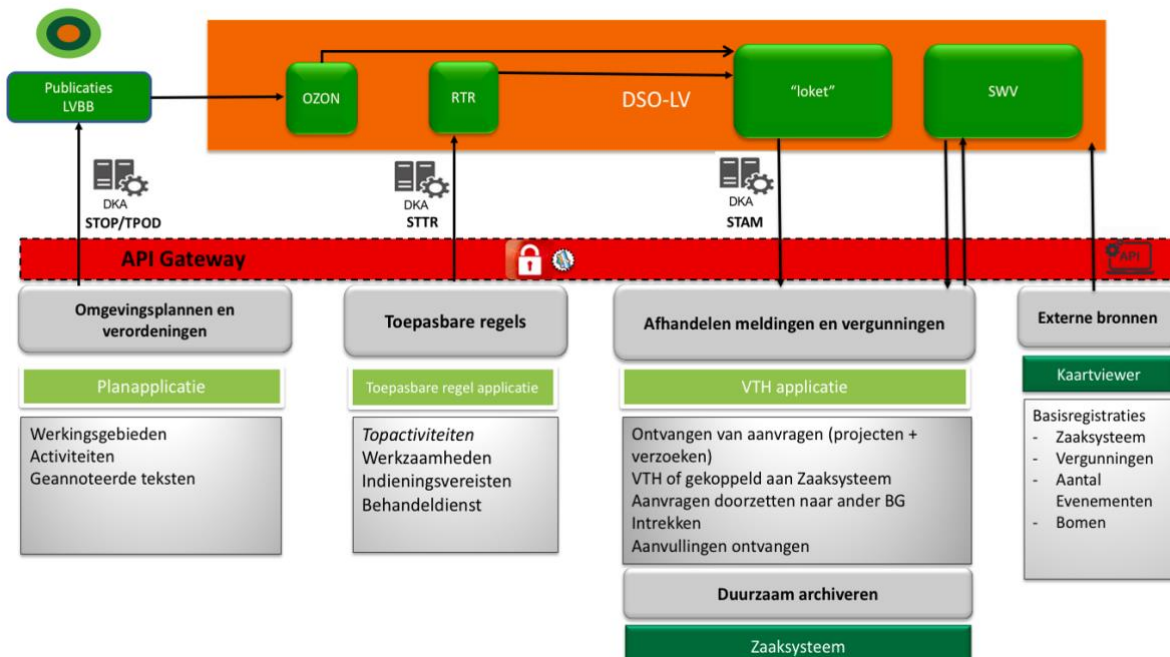 Publicaties
LVBB
OZON
RTR
DSO-LV
“loket”
SWV
DKA
STOP/TPOD
DKA
STTR
DKA
STAM
API Gateway
API
Omgevingsplannen en
verordeningen
Planapplicatie
Werkingsgebieden
Activiteiten
Geannoteerde teksten
Toepasbare regels
Toepasbare regel applicatie
Topactiviteiten
Werkzaamheden
Indieningsvereisten
Behandeldienst
Afhandelen meldingen en vergunningen
VTH applicatie
Ontvangen van aanvragen (projecten +
verzoeken)
VTH of gekoppeld aan Zaaksysteem
Aanvragen doorzetten naar ander BG
Intrekken
Aanvullingen ontvangen
Duurzaam archiveren
Zaaksysteem
Externe bronnen
Kaartviewer
Basisregistraties
- Zaaksysteem
- Vergunningen
- Aantal
Evenementen
- Bomen